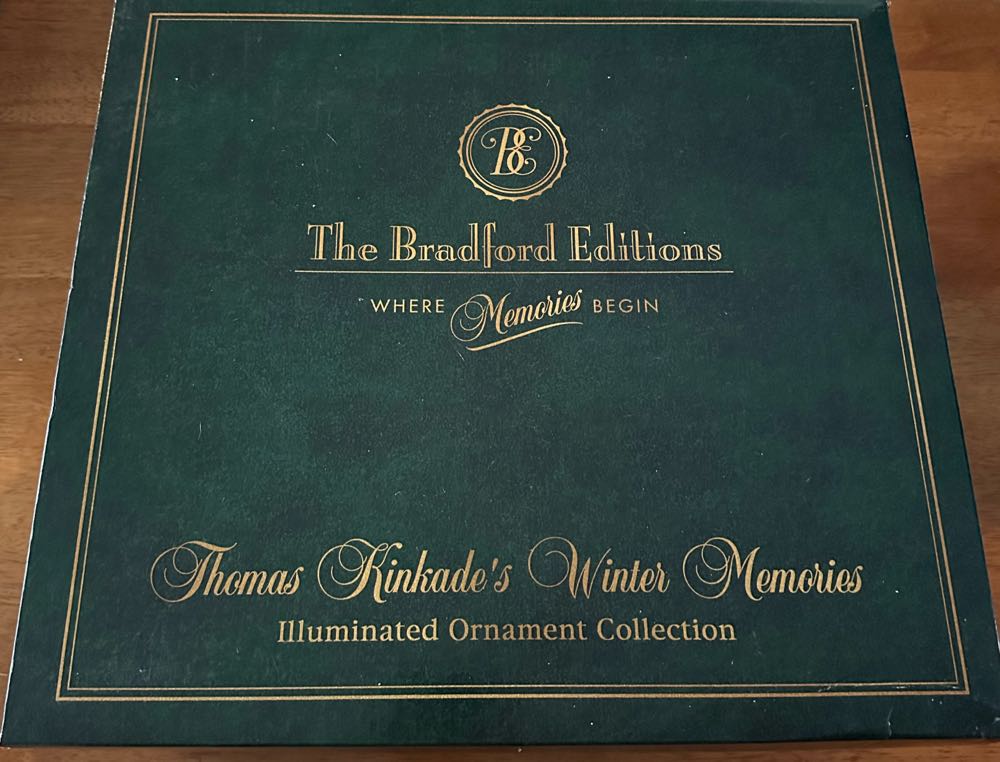 BE
The Bradford Editions
WHERE Memories BEGIN
Thomas Kinkade's Winter Memories
Illuminated Ornament Collection